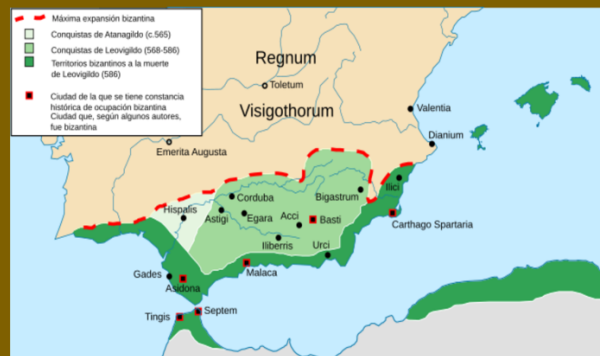 Máxima expansión bizantina
Conquistas de Atanagildo (c.565)
Conquistas de Leovigildo (568-586)
Territorios bizantinos a la muerte
de Leovigildo (586)
Ciudad de la que se tiene constancia
histórica de ocupación bizantina
Ciudad que, según algunos autores,
fue bizantina
Regnum
Toletum
Visigothorum
Valentia
Dianium
Emerita Augusta
Ilici
Corduba
Bigastrum
Hispalis
Astigi
Egara
Acci
Basti
Carthago Spartaria
Iliberris
Urci
Gades
Malaca
Asidona
Septem
Tingis